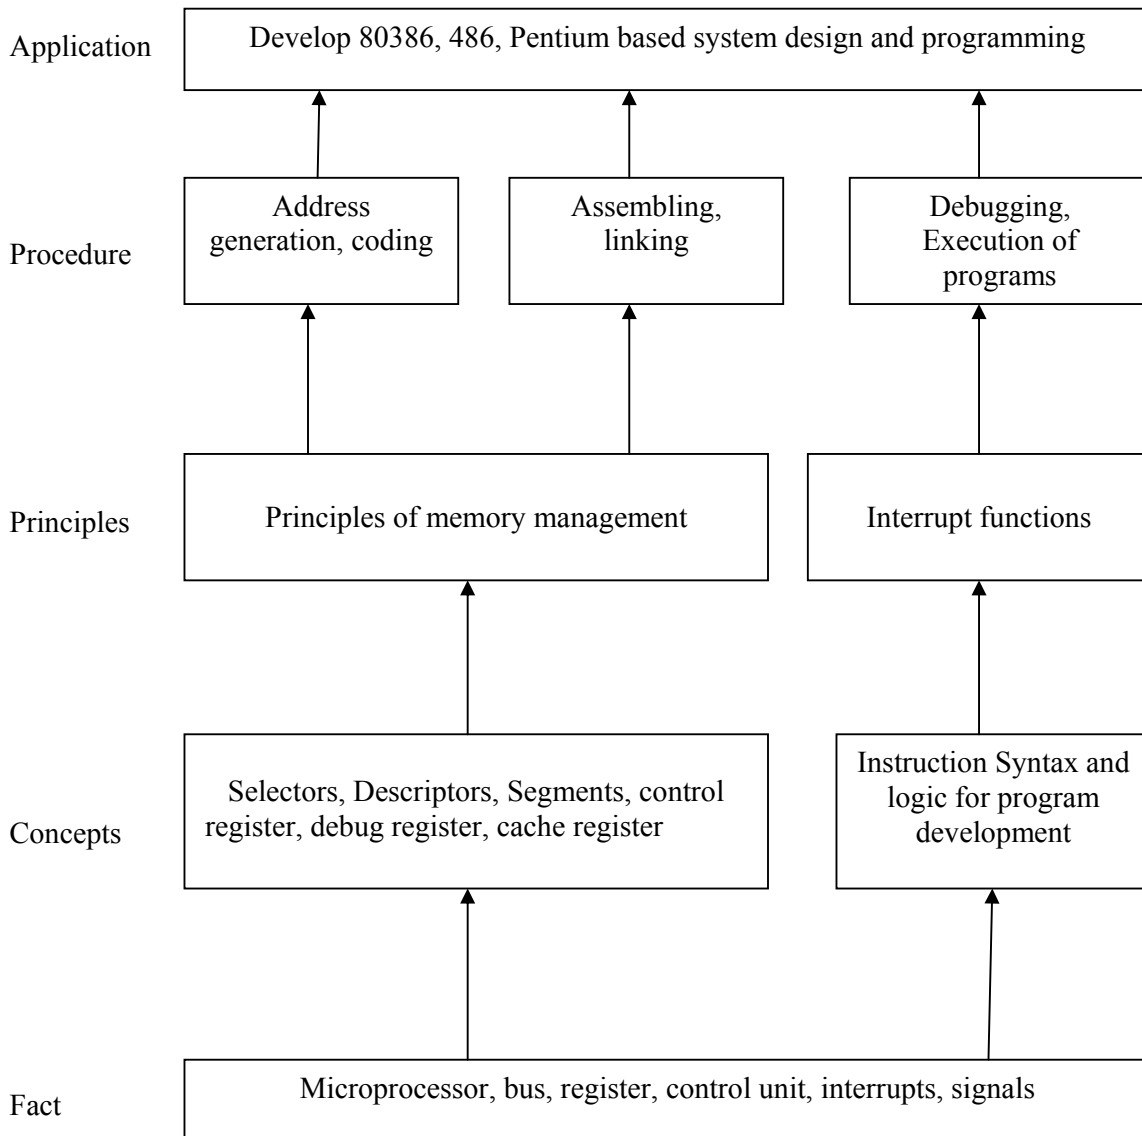 Application
Develop 80386, 486, Pentium based system design and programming
Procedure
Address
generation, coding
Assembling,
linking
Debugging,
Execution of
programs
Principles
Principles of memory management
Interrupt functions
Concepts
Selectors, Descriptors, Segments, control
register, debug register, cache register
Instruction Syntax and
logic for program
development
Fact
Microprocessor, bus, register, control unit, interrupts, signals